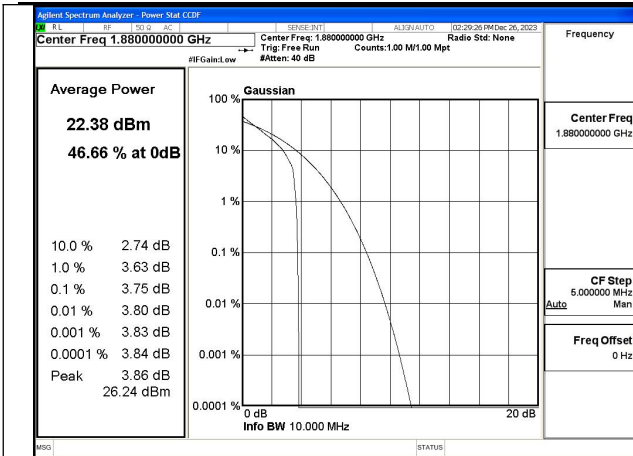 Agilent Spectrum Analyzer - Power Stat CCDF
RL RF 50 Ω AC SENSE:INT ALIGN AUTO 02:29:26 PM Dec 26, 2023
Center Freq 1.880000000 GHz
Center Freq: 1.880000000 GHz Radio Std: None
Trig: Free Run Counts:1.00 M/1.00 Mpt
#IFGain:Low #Atten: 40 dB
Frequency
Average Power
22.38 dBm
46.66 % at 0dB
10.0 % 2.74 dB
1.0 % 3.63 dB
0.1 % 3.75 dB
0.01 % 3.80 dB
0.001 % 3.83 dB
0.0001 % 3.84 dB
Peak 3.86 dB
26.24 dBm
Gaussian
100 %
10 %
1 %
0.1 %
0.01 %
0.001 %
0.0001 %
0 dB 20 dB
Info BW 10.000 MHz
Center Freq
1.880000000 GHz
CF Step
5.000000 MHz
Auto Man
Freq Offset
0 Hz
MSG STATUS